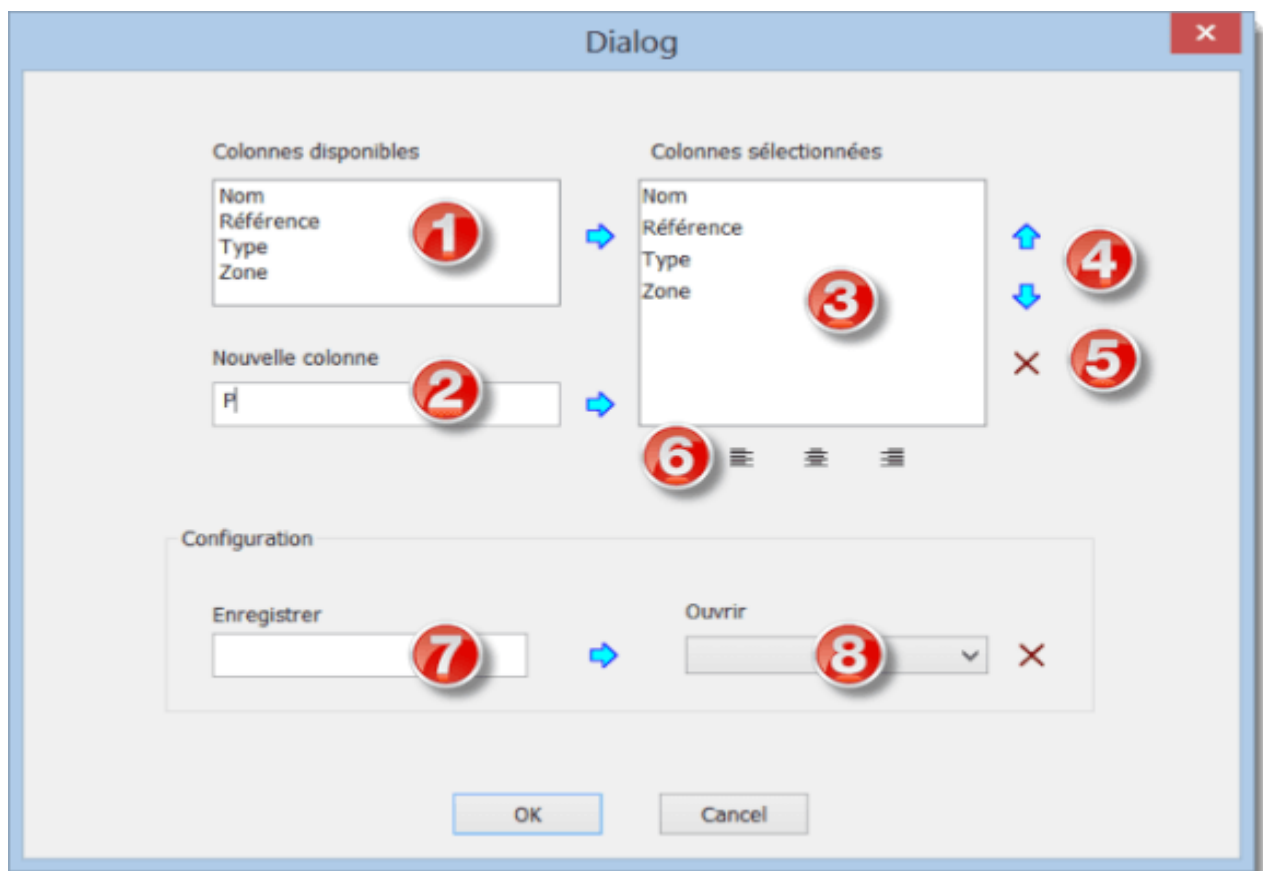 Dialog
Colonnes disponibles
Nom
Référence
Type
Zone
1
Nouvelle colonne
P
2
Colonnes sélectionnées
Nom
Référence
Type
Zone
3
4
5
6
Configuration
Enregistrer
7
Ouvrir
8
OK
Cancel